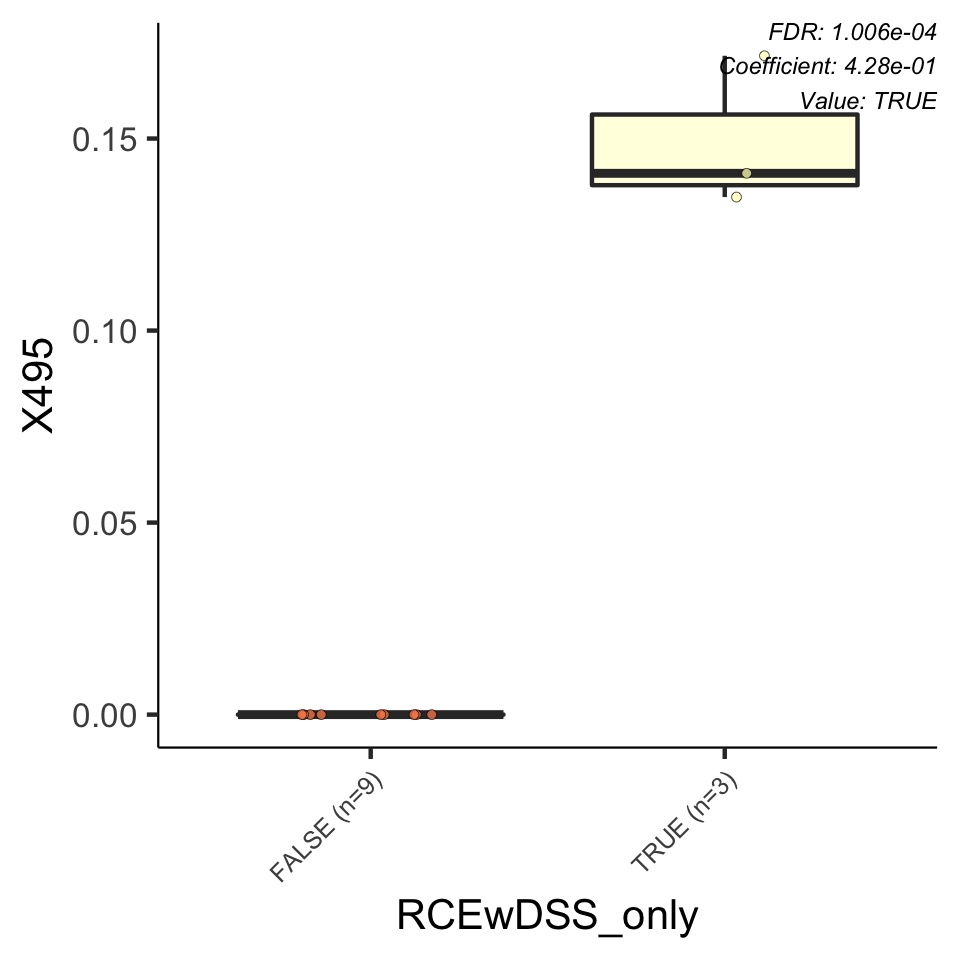 FDR: 1.006e-04
Coefficient: 4.28e-01
Value: TRUE
0.15
0.10
0.05
0.00
X495
FALSE (n=9)
TRUE (n=3)
RCEwDSS_only